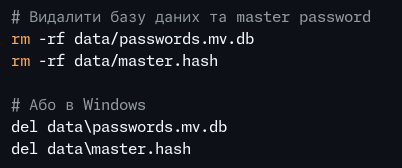 # Видалити базу даних та master password
rm -rf data/passwords.mv.db
rm -rf data/master.hash
# Або в Windows
del data\passwords.mv.db
del data\master.hash